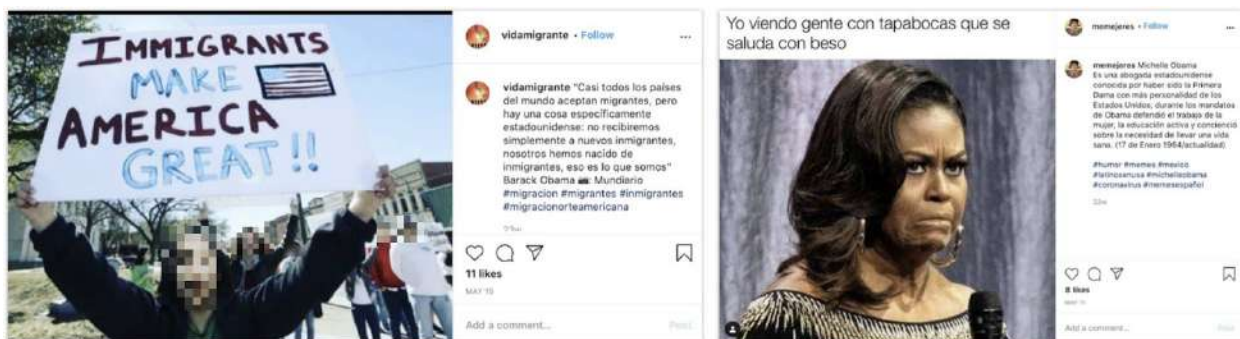 IMMIGRANTS
MAKE
AMERICA
GREAT!!
vidamigrante • Follow
vidamigrante "Casi todos los países
del mundo aceptan migrantes, pero
hay una cosa específicamente
estadounidense: no recibiremos
simplemente a nuevos inmigrantes,
nosotros hemos nacido de
inmigrantes, eso es lo que somos"
Barack Obama 📷: Mundiario
#migracion #migrantes #inmigrantes
#migracionnorteamericana
11 likes
MAY 15
Add a comment...
Post
Yo viendo gente con tapabocas que se
saluda con beso
memejeres • Follow
memejeres Michelle Obama
Es una abogada estadounidense
conocida por haber sido la Primera
Dama con más personalidad de los
Estados Unidos; durante los mandatos
de Obama defendió el trabajo de la
mujer, la educación activa y concienció
sobre la necesidad de llevar una vida
sana. (17 de Enero 1964/actualidad)
#humor #memes #mexico
#latinosenusa #michelleobama
#coronavirus #memesespañol
8 likes
Add a comment...
Post